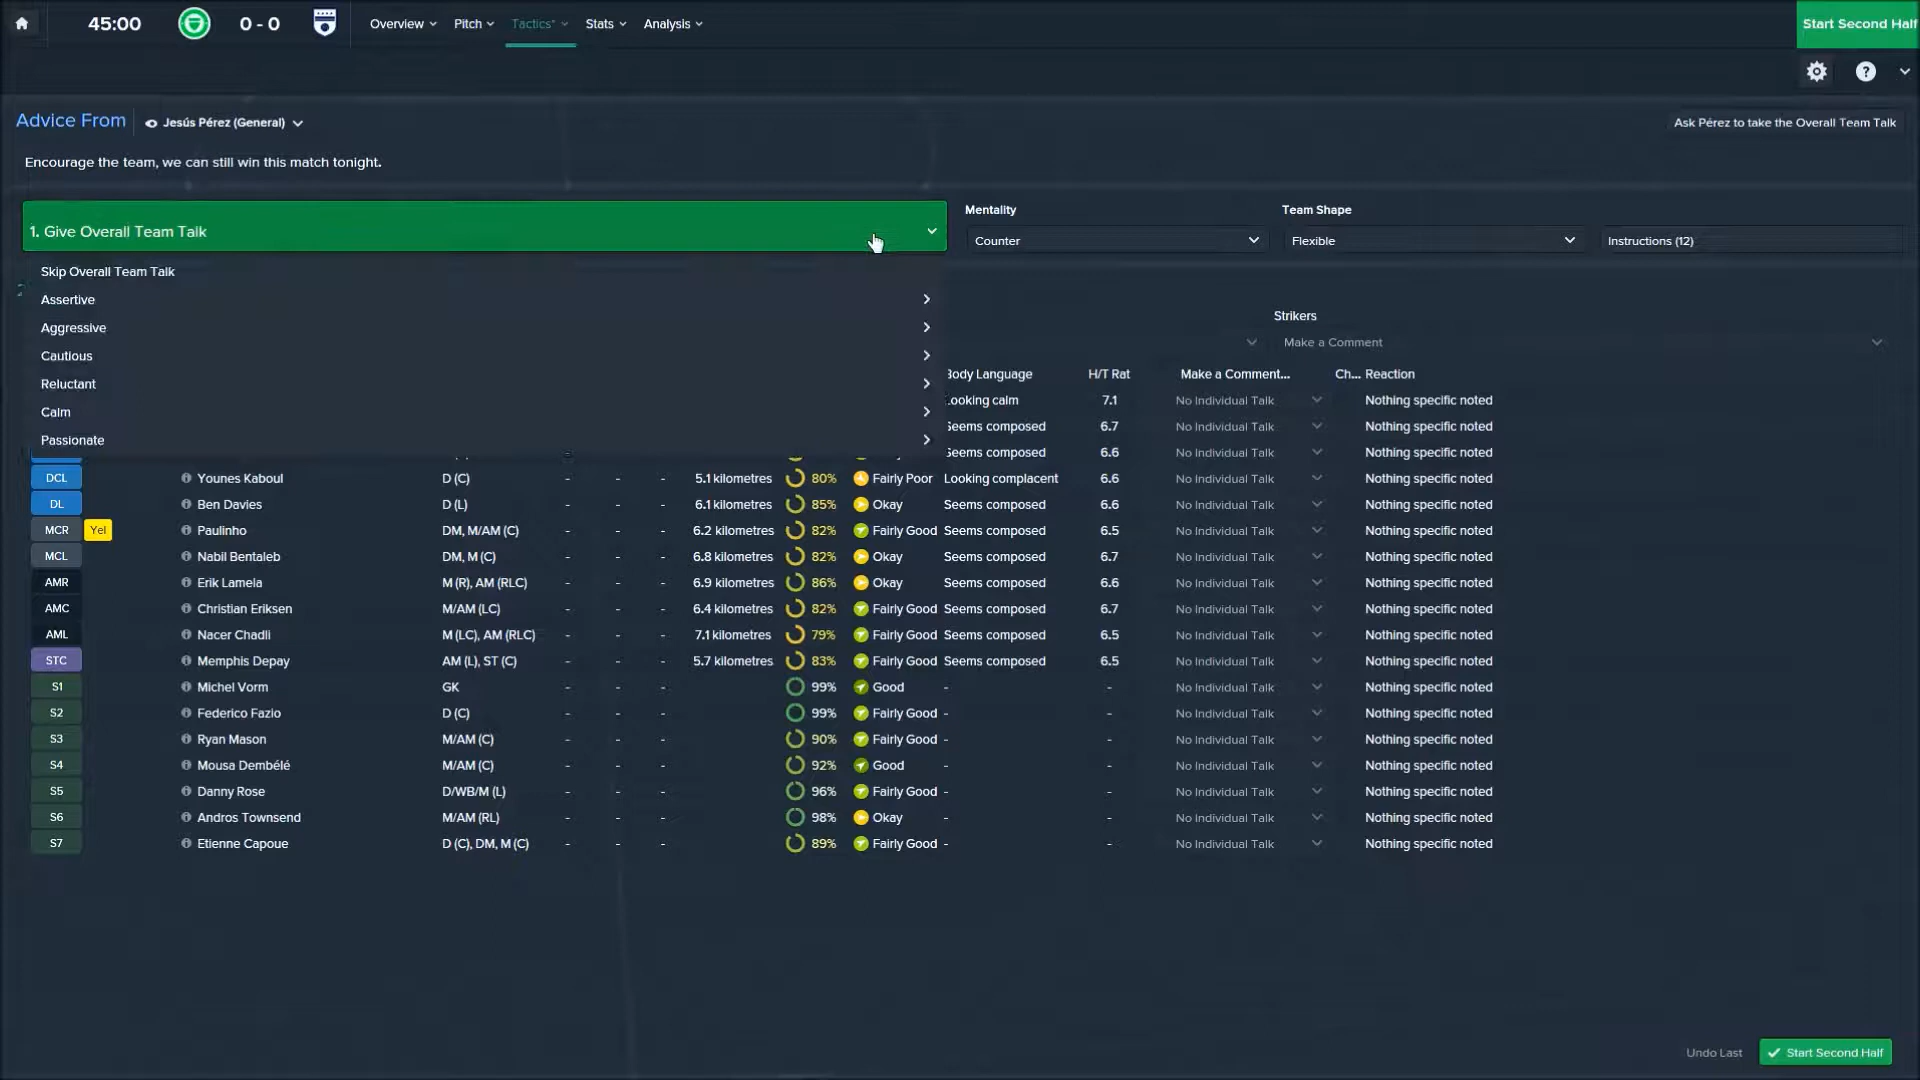 45:00 0 - 0 Overview Pitch Tactics* Stats Analysis Start Second Half
?
Advice From Jesús Pérez (General) Ask Pérez to take the Overall Team Talk
Encourage the team, we can still win this match tonight.
Mentality Team Shape
1. Give Overall Team Talk Counter Flexible Instructions (12)
Skip Overall Team Talk
Assertive
Aggressive
Cautious
Reluctant
Calm
Passionate
Strikers
Make a Comment
Body Language H/T Rat Make a Comment... Ch... Reaction
Looking calm 7.1 No Individual Talk Nothing specific noted
Seems composed 6.7 No Individual Talk Nothing specific noted
Seems composed 6.6 No Individual Talk Nothing specific noted
DCL Younes Kaboul D (C) - - - 5.1 kilometres 80% Fairly Poor Looking complacent 6.6 No Individual Talk Nothing specific noted
DL Ben Davies D (L) - - - 6.1 kilometres 85% Okay Seems composed 6.6 No Individual Talk Nothing specific noted
MCR Yel Paulinho DM, M/AM (C) - - - 6.2 kilometres 82% Fairly Good Seems composed 6.5 No Individual Talk Nothing specific noted
MCL Nabil Bentaleb DM, M (C) - - - 6.8 kilometres 82% Okay Seems composed 6.7 No Individual Talk Nothing specific noted
AMR Erik Lamela M (R), AM (RLC) - - - 6.9 kilometres 86% Okay Seems composed 6.6 No Individual Talk Nothing specific noted
AMC Christian Eriksen M/AM (LC) - - - 6.4 kilometres 82% Fairly Good Seems composed 6.7 No Individual Talk Nothing specific noted
AML Nacer Chadli M (LC), AM (RLC) - - - 7.1 kilometres 79% Fairly Good Seems composed 6.5 No Individual Talk Nothing specific noted
STC Memphis Depay AM (L), ST (C) - - - 5.7 kilometres 83% Fairly Good Seems composed 6.5 No Individual Talk Nothing specific noted
S1 Michel Vorm GK - - - 99% Good - - No Individual Talk Nothing specific noted
S2 Federico Fazio D (C) - - - 99% Fairly Good - - No Individual Talk Nothing specific noted
S3 Ryan Mason M/AM (C) - - - 90% Fairly Good - - No Individual Talk Nothing specific noted
S4 Mousa Dembélé M/AM (C) - - - 92% Good - - No Individual Talk Nothing specific noted
S5 Danny Rose D/WB/M (L) - - - 96% Fairly Good - - No Individual Talk Nothing specific noted
S6 Andros Townsend M/AM (RL) - - - 98% Okay - - No Individual Talk Nothing specific noted
S7 Etienne Capoue D (C), DM, M (C) - - - 89% Fairly Good - - No Individual Talk Nothing specific noted
Undo Last Start Second Half